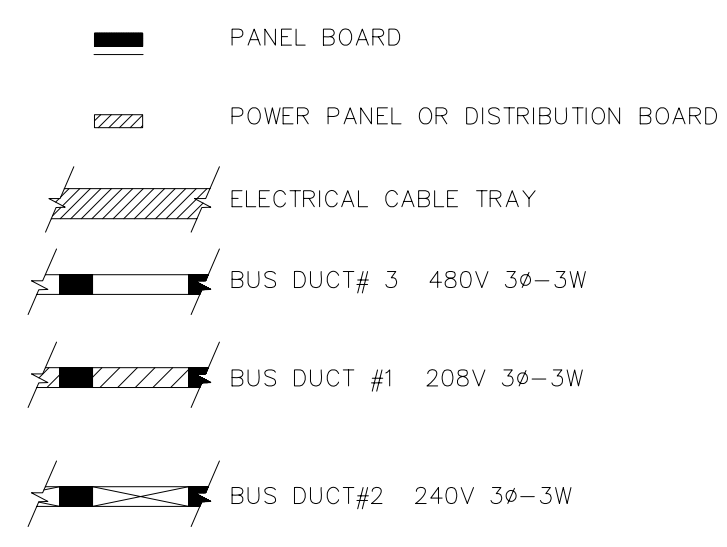 PANEL BOARD
POWER PANEL OR DISTRIBUTION BOARD
ELECTRICAL CABLE TRAY
BUS DUCT# 3 480V 3ø-3W
BUS DUCT #1 208V 3ø-3W
BUS DUCT#2 240V 3ø-3W